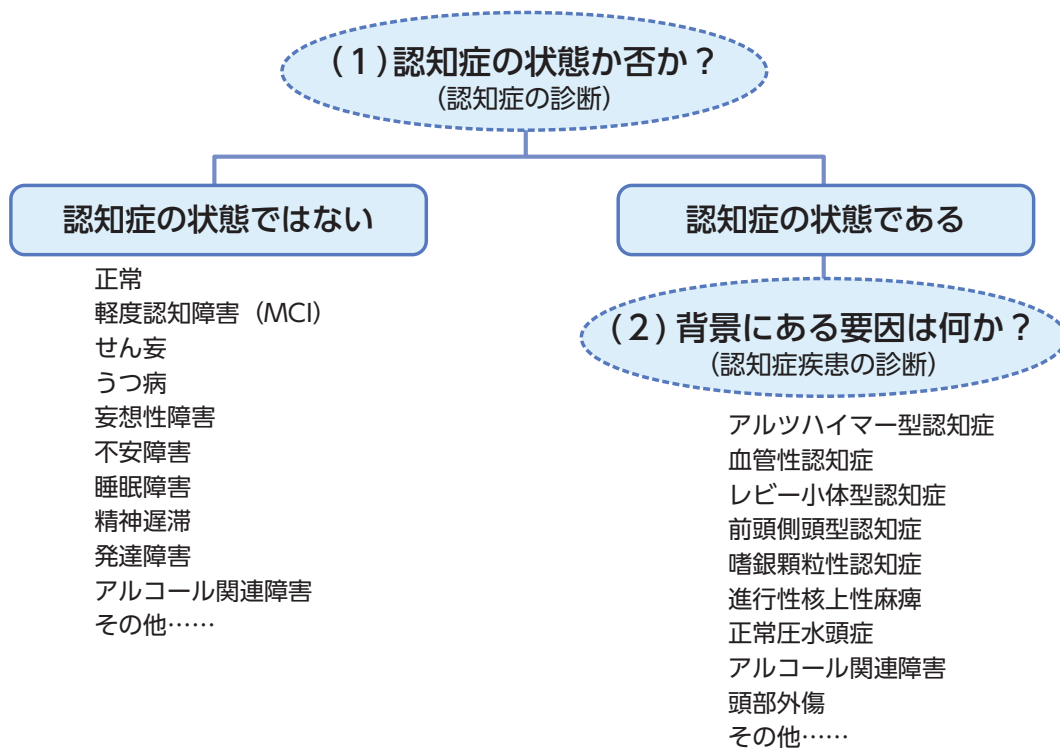 (1)認知症の状態か否か?
(認知症の診断)
認知症の状態ではない
正常
軽度認知障害(MCI)
せん妄
うつ病
妄想性障害
不安障害
睡眠障害
精神遅滞
発達障害
アルコール関連障害
その他……
認知症の状態である
(2)背景にある要因は何か?
(認知症疾患の診断)
アルツハイマー型認知症
血管性認知症
レビー小体型認知症
前頭側頭型認知症
嗜銀顆粒性認知症
進行性核上性麻痺
正常圧水頭症
アルコール関連障害
頭部外傷
その他……